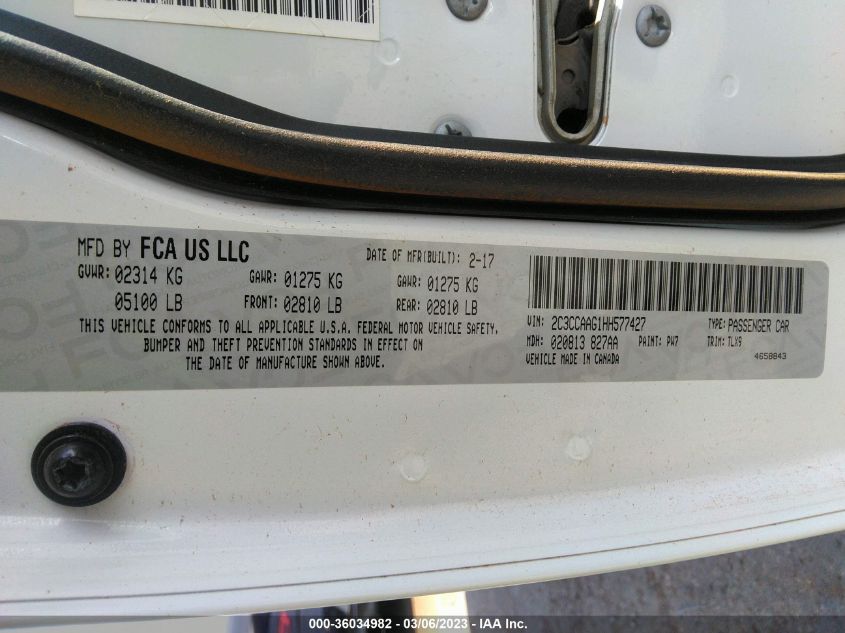 MFD BY FCA US LLC
DATE OF MFR(BUILT): 2-17
GVWR: 02314 KG
GAWR: 01275 KG
GAWR: 01275 KG
05100 LB
FRONT: 02810 LB
REAR: 02810 LB
THIS VEHICLE CONFORMS TO ALL APPLICABLE U.S.A. FEDERAL MOTOR VEHICLE SAFETY,
BUMPER AND THEFT PREVENTION STANDARDS IN EFFECT ON
THE DATE OF MANUFACTURE SHOWN ABOVE.
VIN: 2C3CCAAG1HH577427
TYPE: PASSENGER CAR
MDH: 020813 827AA
PAINT: PW7
TRIM: TLX9
VEHICLE MADE IN CANADA
4658843
000-36034982 - 03/06/2023 - IAA Inc.